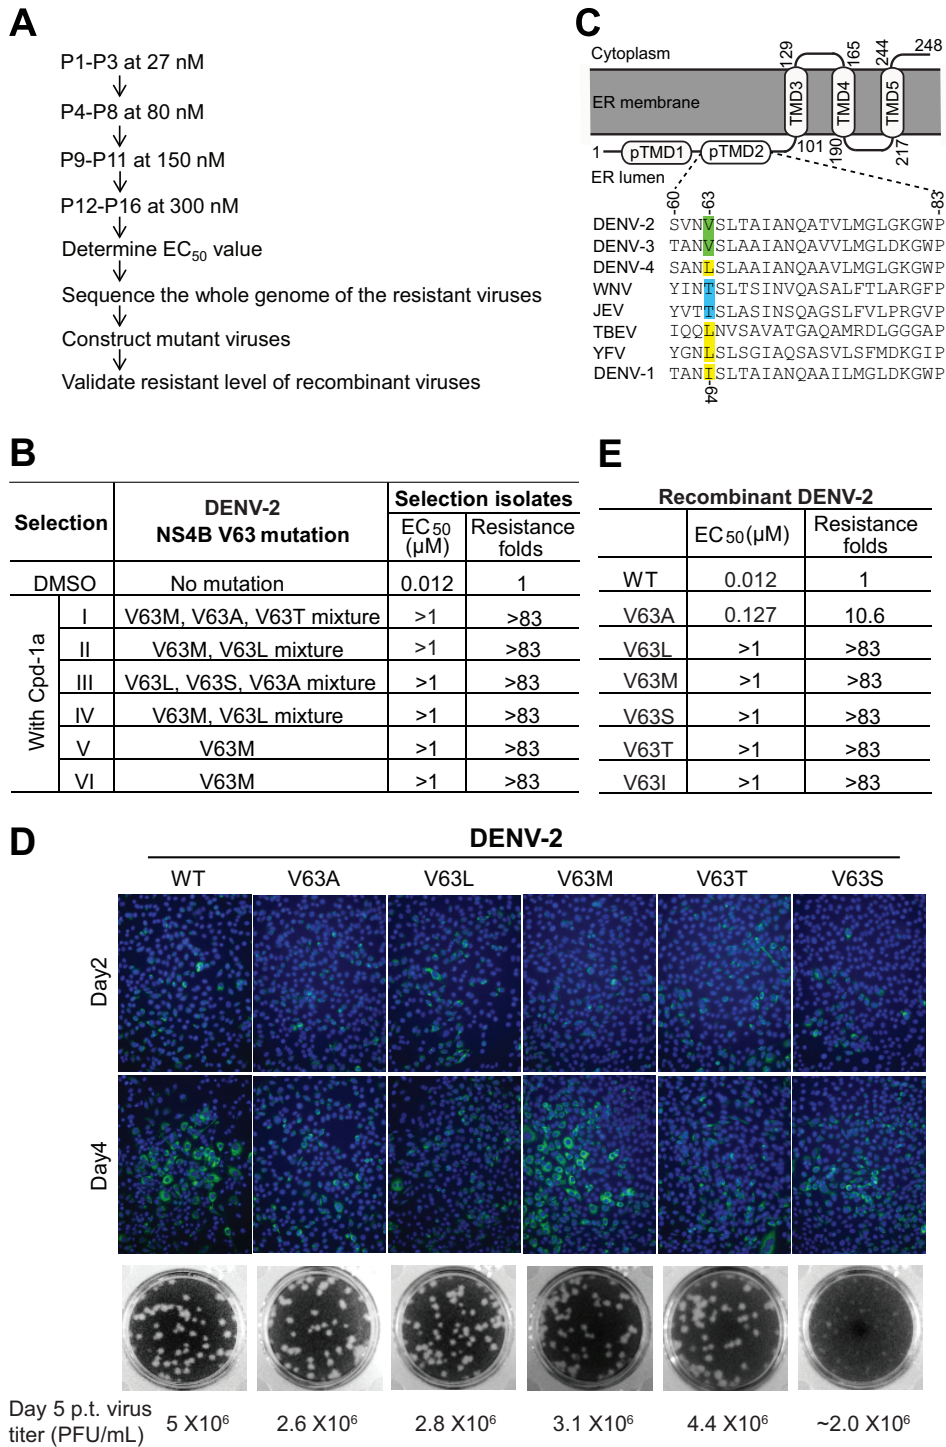 A
P1-P3 at 27 nM
P4-P8 at 80 nM
P9-P11 at 150 nM
P12-P16 at 300 nM
Determine EC50 value
Sequence the whole genome of the resistant viruses
Construct mutant viruses
Validate resistant level of recombinant viruses
C
Cytoplasm
129
165
244
248
ER membrane
TMD3
TMD4
TMD5
1
pTMD1
pTMD2
101
190
217
ER lumen
-60
-63
-83
DENV-2 SVNVSLTAIANQATVLMGLGKGWP
DENV-3 TANVSLAAIANQAVVLMGLDKGWP
DENV-4 SANLSLAAIANQAAVLMGLGKGWP
WNV YINTSLTSINVQASALFTLARGFP
JEV YVTTSLASINSQAGSLFVLPRGVP
TBEV IQQLNVSAVATGAQAMRDLGGGAP
YFV YGNLSLSGIAQSASVLSFMDKGIP
DENV-1 TANISLTAIANQAAILMGLDKGWP
-64
B
Selection
DENV-2
NS4B V63 mutation
Selection isolates
EC50 (µM)
Resistance folds
DMSO No mutation 0.012 1
With Cpd-1a
I V63M, V63A, V63T mixture >1 >83
II V63M, V63L mixture >1 >83
III V63L, V63S, V63A mixture >1 >83
IV V63M, V63L mixture >1 >83
V V63M >1 >83
VI V63M >1 >83
E
Recombinant DENV-2
EC50(µM)
Resistance folds
WT 0.012 1
V63A 0.127 10.6
V63L >1 >83
V63M >1 >83
V63S >1 >83
V63T >1 >83
V63I >1 >83
D
DENV-2
WT V63A V63L V63M V63T V63S
Day2
Day4
Day 5 p.t. virus
titer (PFU/mL) 5 X10⁶ 2.6 X10⁶ 2.8 X10⁶ 3.1 X10⁶ 4.4 X10⁶ ~2.0 X10⁶